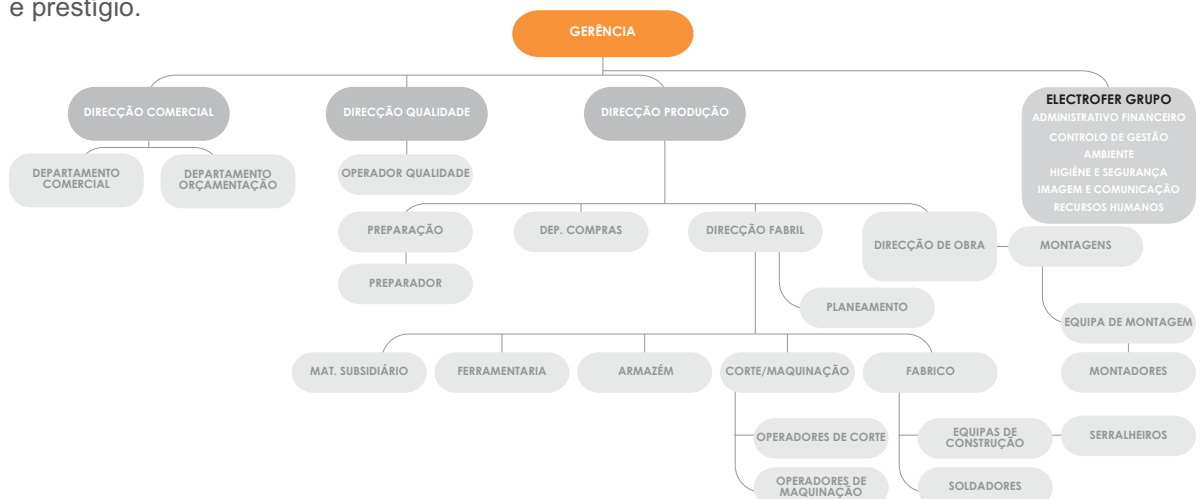 e prestígio.
GERÊNCIA
DIRECÇÃO COMERCIAL
DIRECÇÃO QUALIDADE
DIRECÇÃO PRODUÇÃO
ELECTROFER GRUPO
ADMINISTRATIVO FINANCEIRO
CONTROLO DE GESTÃO
AMBIENTE
HIGIÉNE E SEGURANÇA
IMAGEM E COMUNICAÇÃO
RECURSOS HUMANOS
DEPARTAMENTO
COMERCIAL
DEPARTAMENTO
ORÇAMENTAÇÃO
OPERADOR QUALIDADE
PREPARAÇÃO
DEP. COMPRAS
DIRECÇÃO FABRIL
DIRECÇÃO DE OBRA
MONTAGENS
PREPARADOR
PLANEAMENTO
EQUIPA DE MONTAGEM
MAT. SUBSIDIÁRIO
FERRAMENTARIA
ARMAZÉM
CORTE/MAQUINAÇÃO
FABRICO
MONTADORES
OPERADORES DE CORTE
EQUIPAS DE
CONSTRUÇÃO
SERRALHEIROS
OPERADORES DE
MAQUINAÇÃO
SOLDADORES